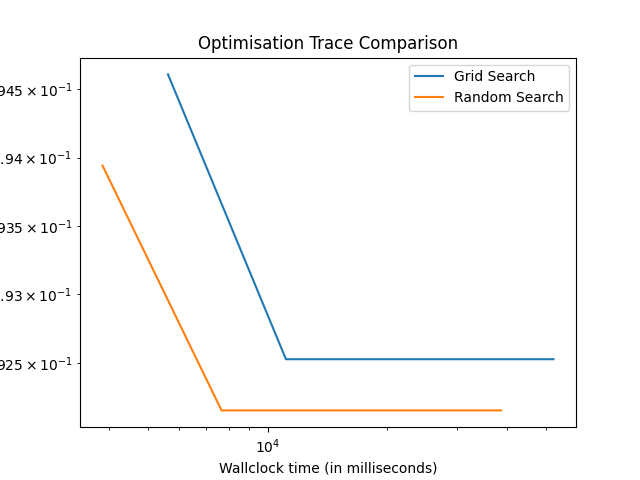 Optimisation Trace Comparison
Grid Search
Random Search
945 × 10⁻¹
.94 × 10⁻¹
935 × 10⁻¹
.93 × 10⁻¹
925 × 10⁻¹
10⁴
Wallclock time (in milliseconds)